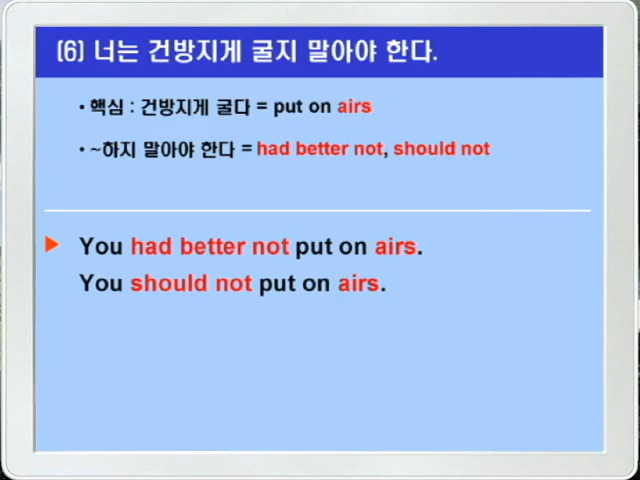 (6) 너는 건방지게 굴지 말아야 한다.
• 핵심 : 건방지게 굴다 = put on airs
• ~하지 말아야 한다 = had better not, should not
You had better not put on airs.
You should not put on airs.